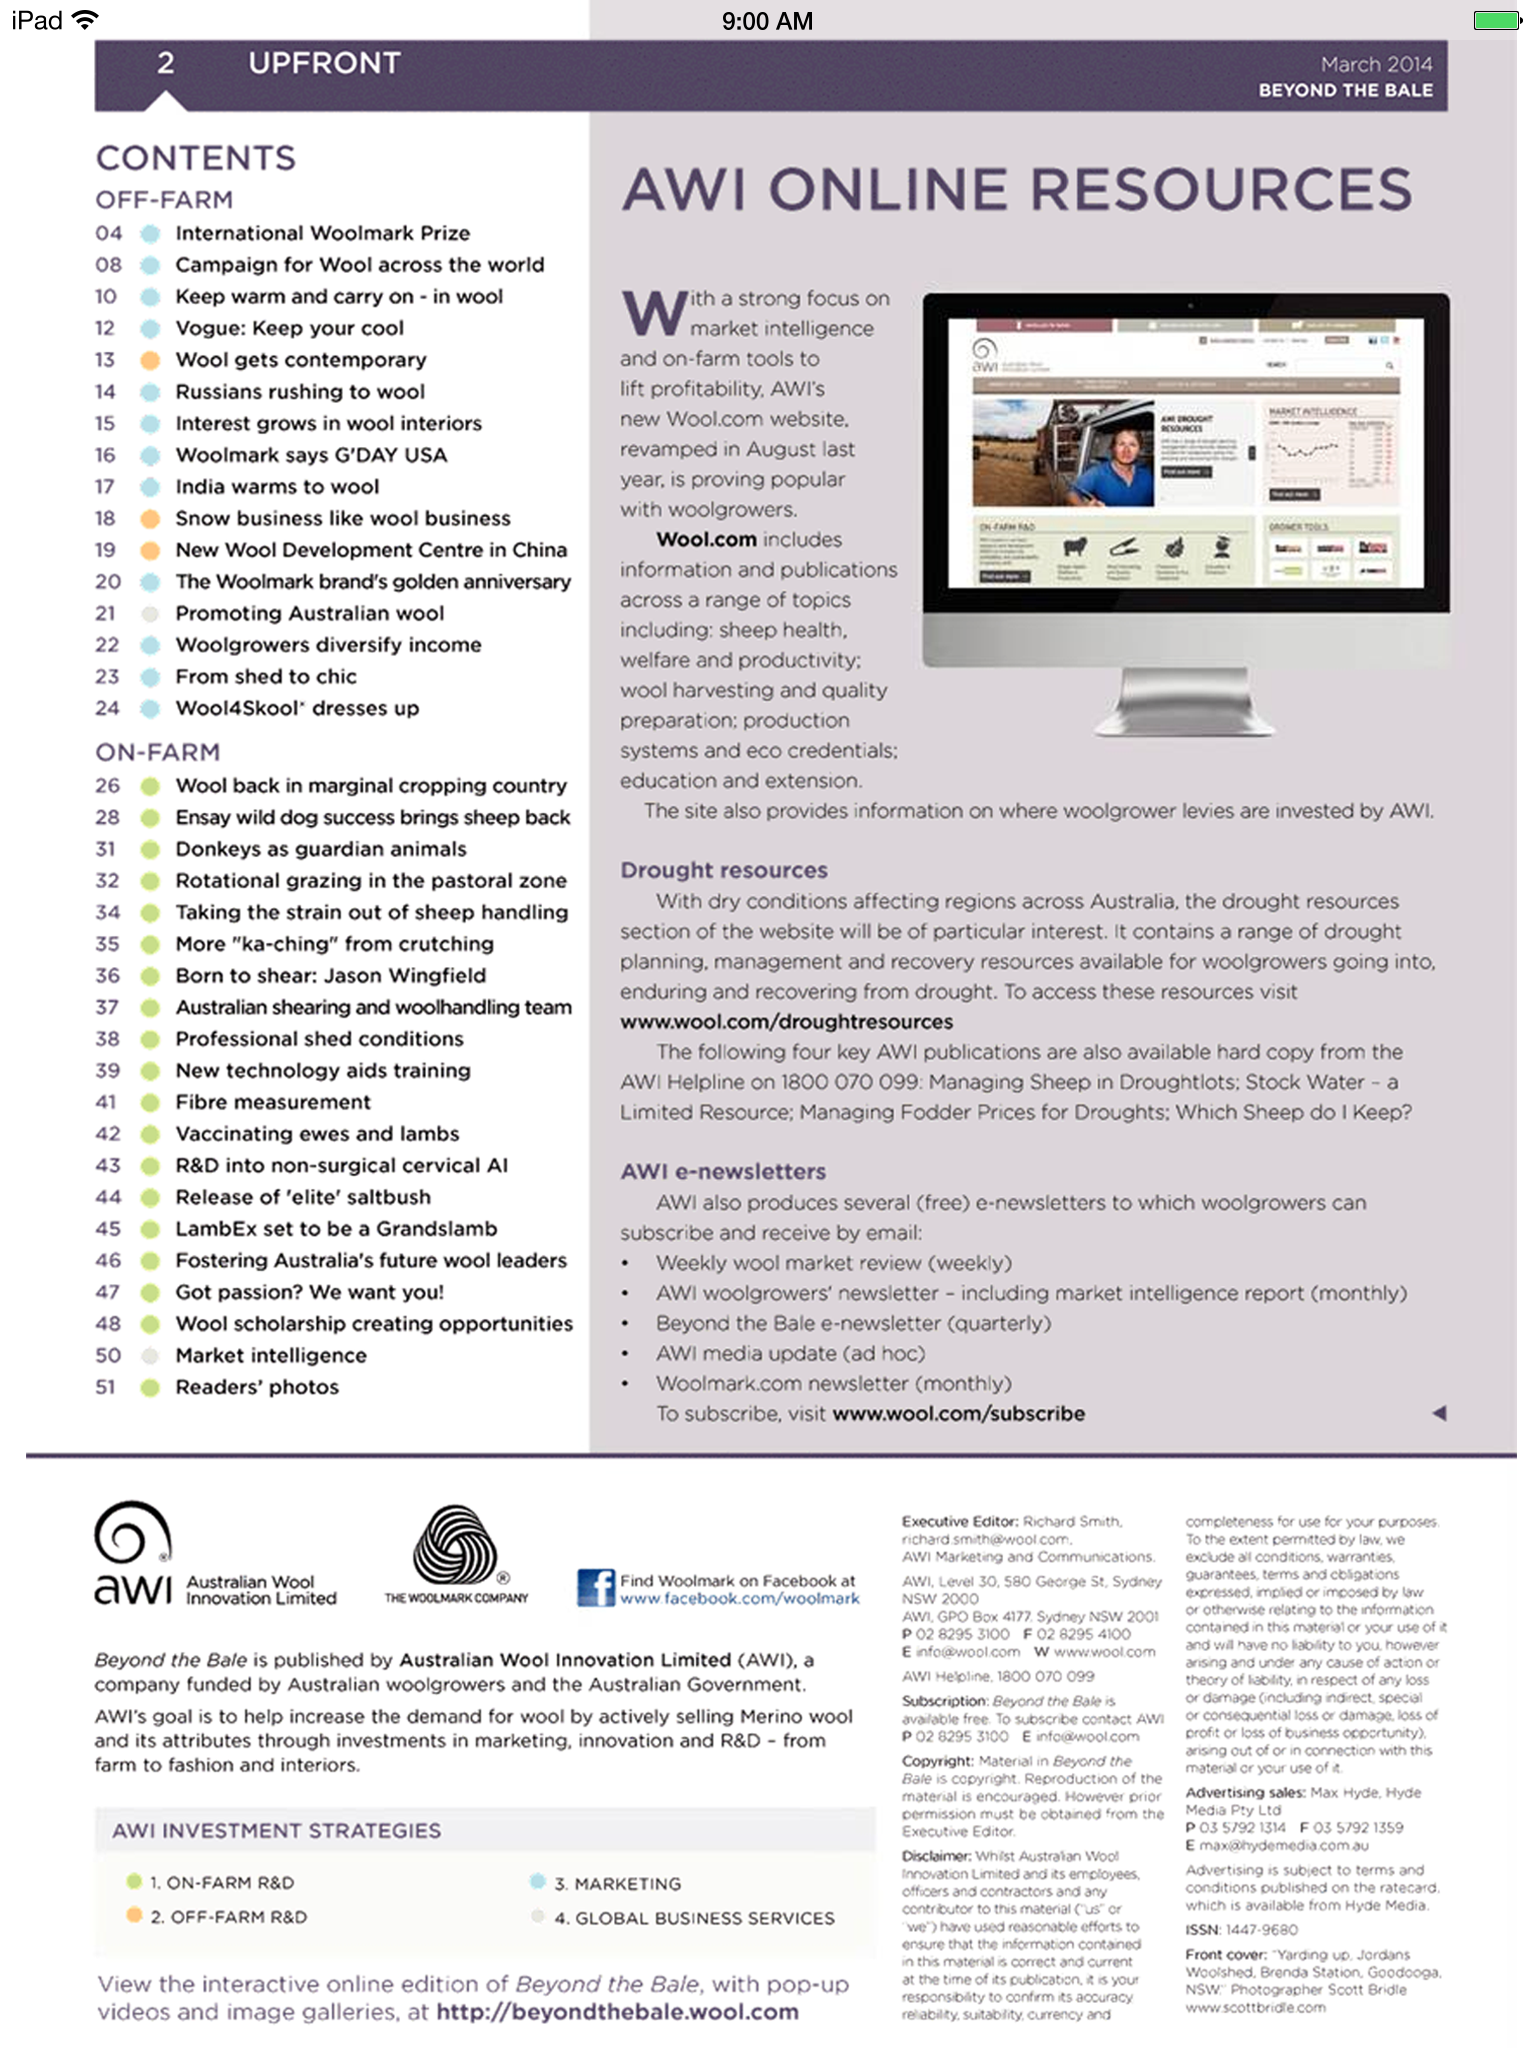 iPad
9:00 AM
2 UPFRONT
March 2014
BEYOND THE BALE
CONTENTS
OFF-FARM
04 International Woolmark Prize
08 Campaign for Wool across the world
10 Keep warm and carry on - in wool
12 Vogue: Keep your cool
13 Wool gets contemporary
14 Russians rushing to wool
15 Interest grows in wool interiors
16 Woolmark says G'DAY USA
17 India warms to wool
18 Snow business like wool business
19 New Wool Development Centre in China
20 The Woolmark brand's golden anniversary
21 Promoting Australian wool
22 Woolgrowers diversify income
23 From shed to chic
24 Wool4Skool® dresses up
ON-FARM
26 Wool back in marginal cropping country
28 Ensay wild dog success brings sheep back
31 Donkeys as guardian animals
32 Rotational grazing in the pastoral zone
34 Taking the strain out of sheep handling
35 More "ka-ching" from crutching
36 Born to shear: Jason Wingfield
37 Australian shearing and woolhandling team
38 Professional shed conditions
39 New technology aids training
41 Fibre measurement
42 Vaccinating ewes and lambs
43 R&D into non-surgical cervical AI
44 Release of 'elite' saltbush
45 LambEx set to be a Grandslamb
46 Fostering Australia's future wool leaders
47 Got passion? We want you!
48 Wool scholarship creating opportunities
50 Market intelligence
51 Readers' photos
AWI ONLINE RESOURCES
With a strong focus on
market intelligence
and on-farm tools to
lift profitability, AWI's
new Wool.com website,
revamped in August last
year, is proving popular
with woolgrowers.
Wool.com includes
information and publications
across a range of topics
including: sheep health,
welfare and productivity;
wool harvesting and quality
preparation; production
systems and eco credentials;
education and extension.
The site also provides information on where woolgrower levies are invested by AWI.
awi
SEARCH
AWI DROUGHT
RESOURCES
Find out more
MARKET INTELLIGENCE
Find out more
ON-FARM R&D
Find out more
GROWER TOOLS
Drought resources
With dry conditions affecting regions across Australia, the drought resources
section of the website will be of particular interest. It contains a range of drought
planning, management and recovery resources available for woolgrowers going into,
enduring and recovering from drought. To access these resources visit
www.wool.com/droughtresources
The following four key AWI publications are also available hard copy from the
AWI Helpline on 1800 070 099: Managing Sheep in Droughtlots; Stock Water – a
Limited Resource; Managing Fodder Prices for Droughts; Which Sheep do I Keep?
AWI e-newsletters
AWI also produces several (free) e-newsletters to which woolgrowers can
subscribe and receive by email:
• Weekly wool market review (weekly)
• AWI woolgrowers' newsletter – including market intelligence report (monthly)
• Beyond the Bale e-newsletter (quarterly)
• AWI media update (ad hoc)
• Woolmark.com newsletter (monthly)
To subscribe, visit www.wool.com/subscribe
awi Australian Wool
Innovation Limited
THE WOOLMARK COMPANY
Find Woolmark on Facebook at
www.facebook.com/woolmark
Beyond the Bale is published by Australian Wool Innovation Limited (AWI), a
company funded by Australian woolgrowers and the Australian Government.
AWI's goal is to help increase the demand for wool by actively selling Merino wool
and its attributes through investments in marketing, innovation and R&D – from
farm to fashion and interiors.
AWI INVESTMENT STRATEGIES
1. ON-FARM R&D
2. OFF-FARM R&D
3. MARKETING
4. GLOBAL BUSINESS SERVICES
View the interactive online edition of Beyond the Bale, with pop-up
videos and image galleries, at http://beyondthebale.wool.com
Executive Editor: Richard Smith,
richard.smith@wool.com,
AWI Marketing and Communications.
AWI, Level 30, 580 George St, Sydney
NSW 2000
AWI, GPO Box 4177, Sydney NSW 2001
P 02 8295 3100 F 02 8295 4100
E info@wool.com W www.wool.com
AWI Helpline, 1800 070 099
Subscription: Beyond the Bale is
available free. To subscribe contact AWI
P 02 8295 3100 E info@wool.com
Copyright: Material in Beyond the
Bale is copyright. Reproduction of the
material is encouraged. However prior
permission must be obtained from the
Executive Editor.
Disclaimer: Whilst Australian Wool
Innovation Limited and its employees,
officers and contractors and any
contributor to this material ("us" or
"we") have used reasonable efforts to
ensure that the information contained
in this material is correct and current
at the time of its publication, it is your
responsibility to confirm its accuracy
reliability, suitability, currency and
completeness for use for your purposes.
To the extent permitted by law, we
exclude all conditions, warranties,
guarantees, terms and obligations
expressed, implied or imposed by law
or otherwise relating to the information
contained in this material or your use of it
and will have no liability to you, however
arising and under any cause of action or
theory of liability, in respect of any loss
or damage (including indirect, special
or consequential loss or damage, loss of
profit or loss of business opportunity),
arising out of or in connection with this
material or your use of it.
Advertising sales: Max Hyde, Hyde
Media Pty Ltd
P 03 5792 1314 F 03 5792 1359
E max@hydemedia.com.au
Advertising is subject to terms and
conditions published on the ratecard,
which is available from Hyde Media.
ISSN: 1447-9680
Front cover: "Yarding up, Jordans
Woolshed, Brenda Station, Goodooga,
NSW." Photographer Scott Bridle
www.scottbridle.com